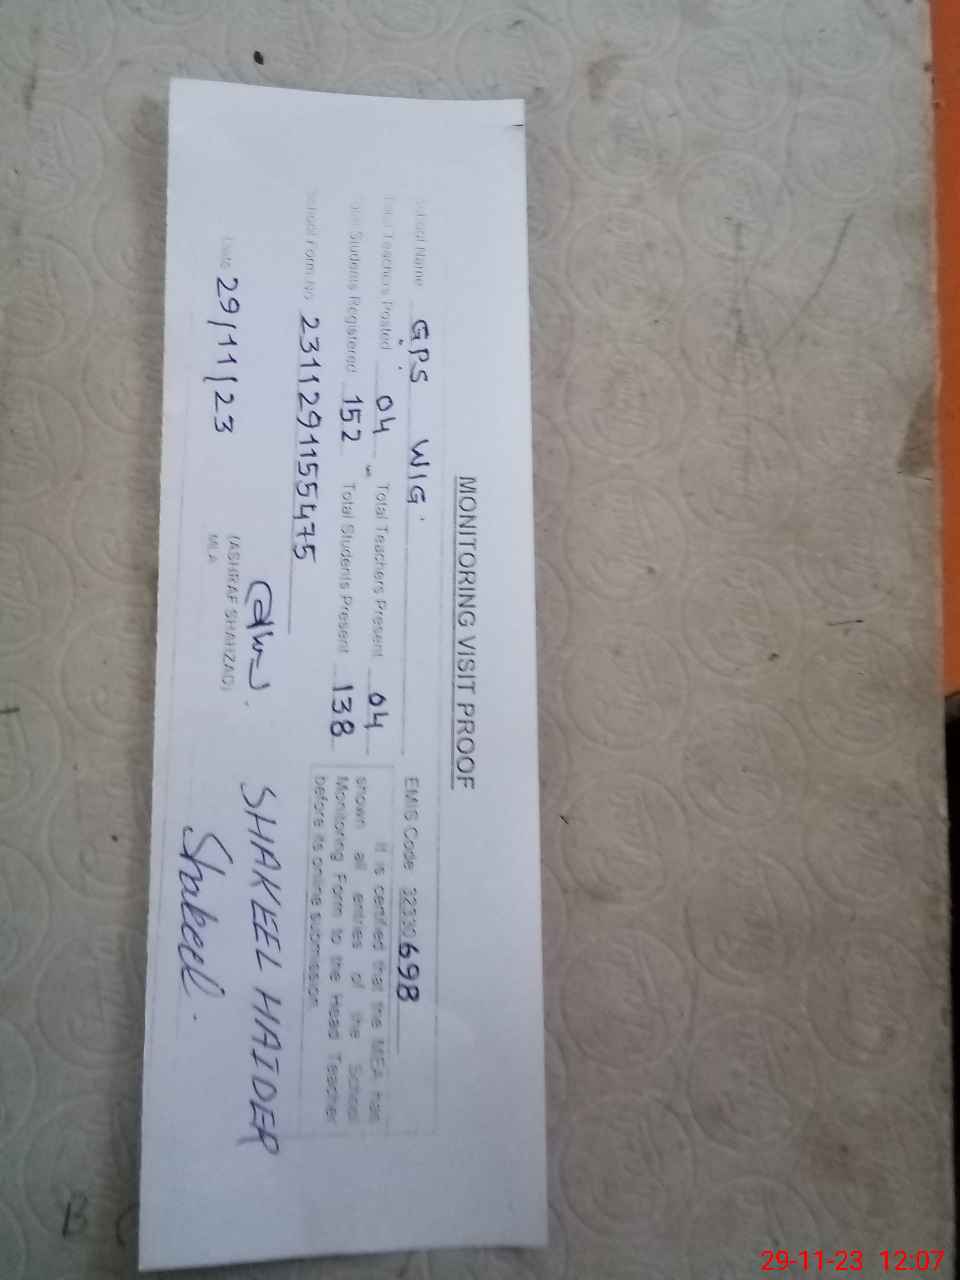 MONITORING VISIT PROOF
School Name GPS WIG. EMIS Code 32330698
Total Teachers Posted 04 Total Teachers Present 04
Total Students Registered 152 Total Students Present 138
School Form No 231129115​5475
It is certified that the MEA has
shown all entries of the School
Monitoring Form to the Head Teacher
before its online submission.
Date 29/11/23
(ASHRAF SHAHZAD)
SHAKEEL HAIDER
Shakeel.
29-11-23 12:07